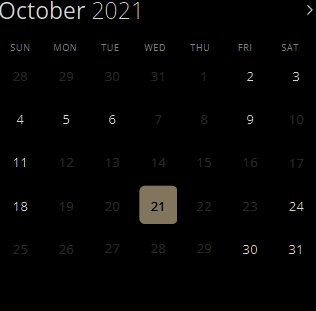 October 2021
SUN MON TUE WED THU FRI SAT
28 29 30 31 1 2 3
4 5 6 7 8 9 10
11 12 13 14 15 16 17
18 19 20 21 22 23 24
25 26 27 28 29 30 31